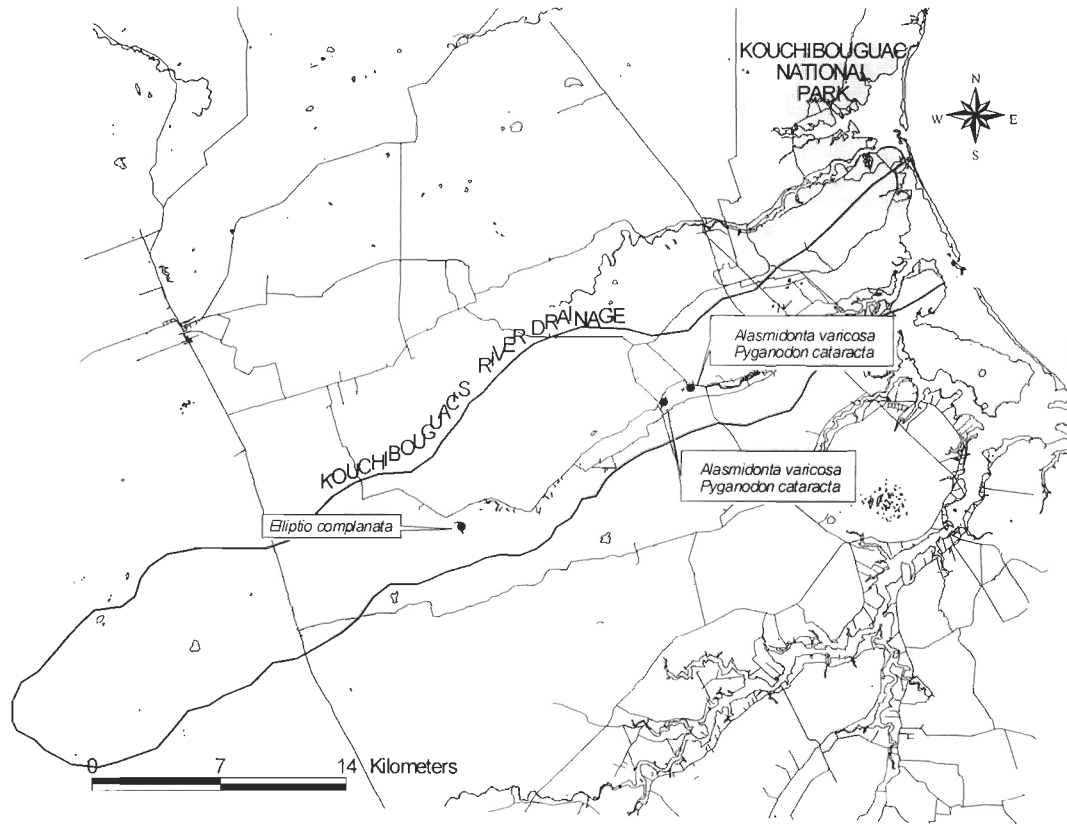 KOUCHIBOUGUAC
NATIONAL
PARK
N
W E
S
KOUCHIBOUGUACIS RIVER DRAINAGE
Alasmidonta varicosa
Pyganodon cataracta
Alasmidonta varicosa
Pyganodon cataracta
Elliptio complanata
0 7 14 Kilometers